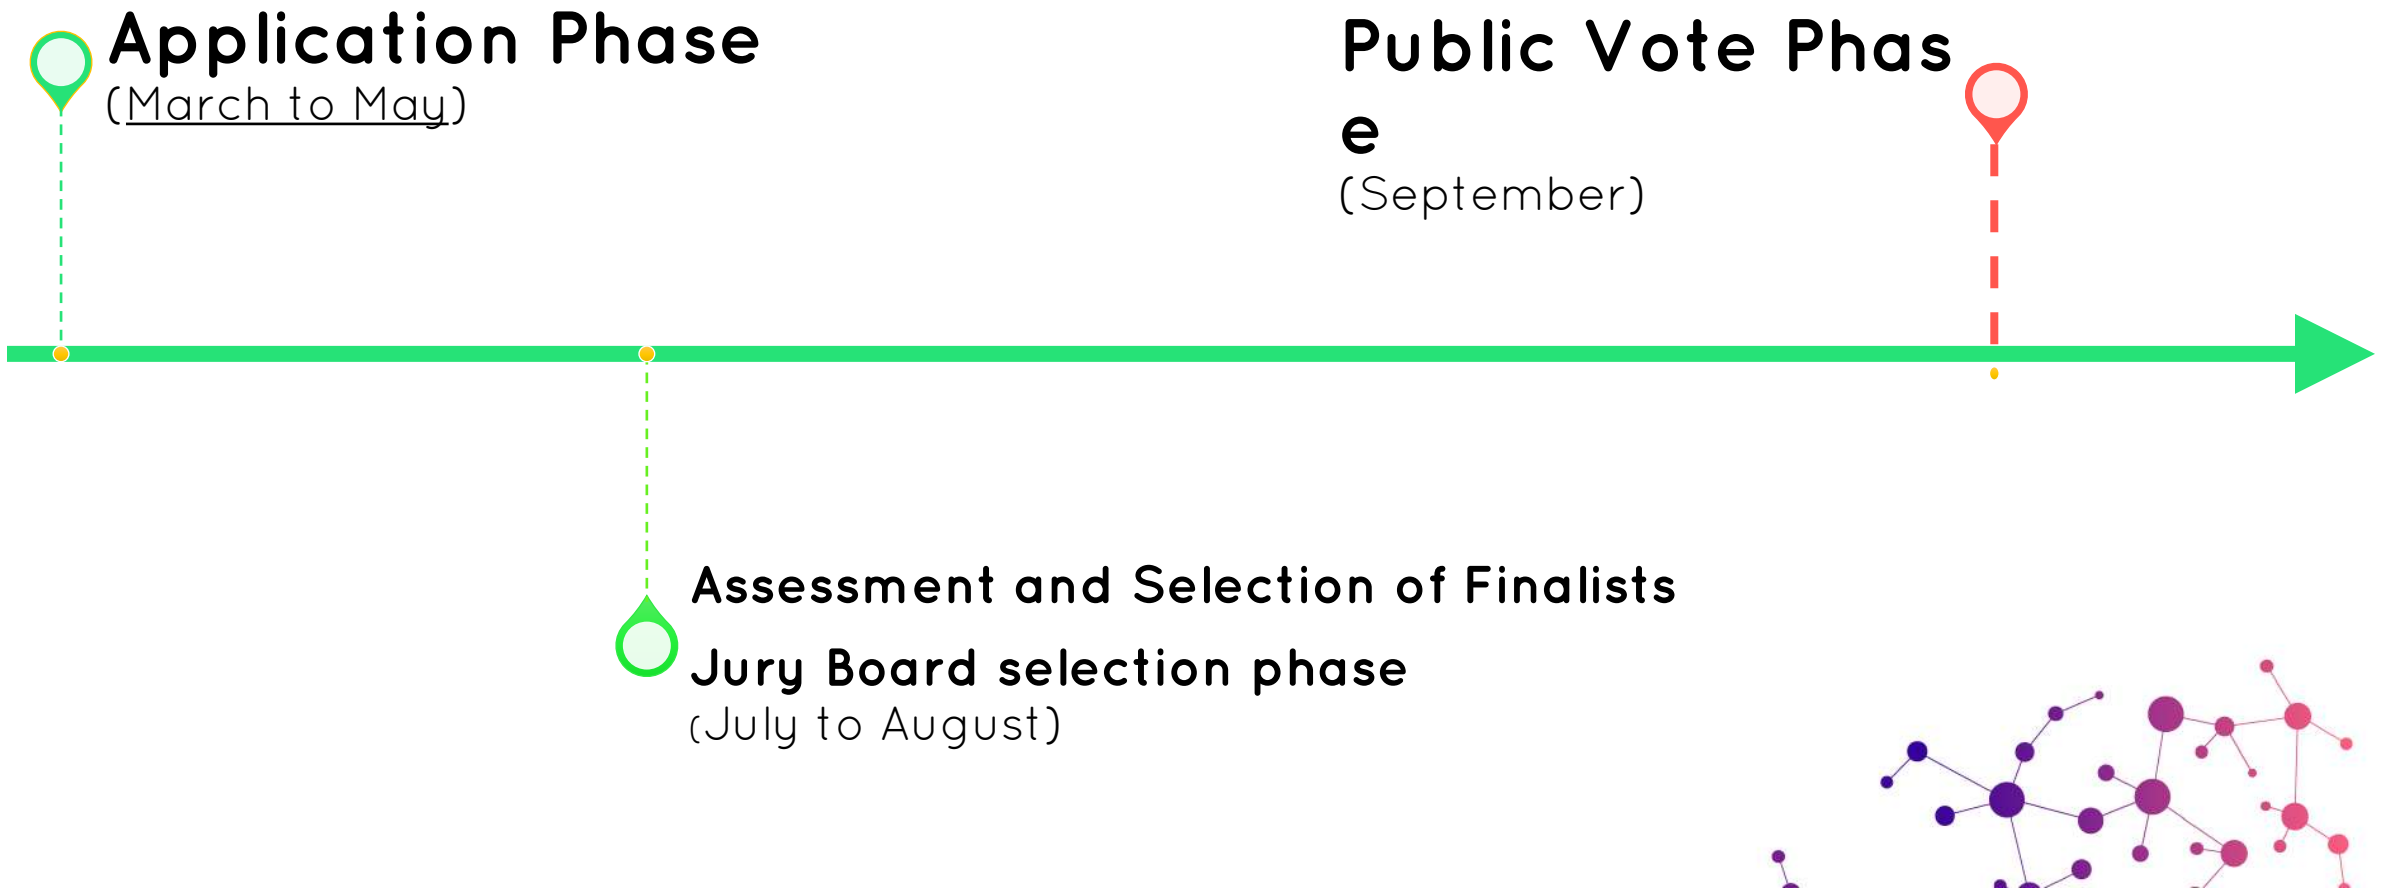 Application Phase
(March to May)
Public Vote Phas
e
(September)
Assessment and Selection of Finalists
Jury Board selection phase
(July to August)